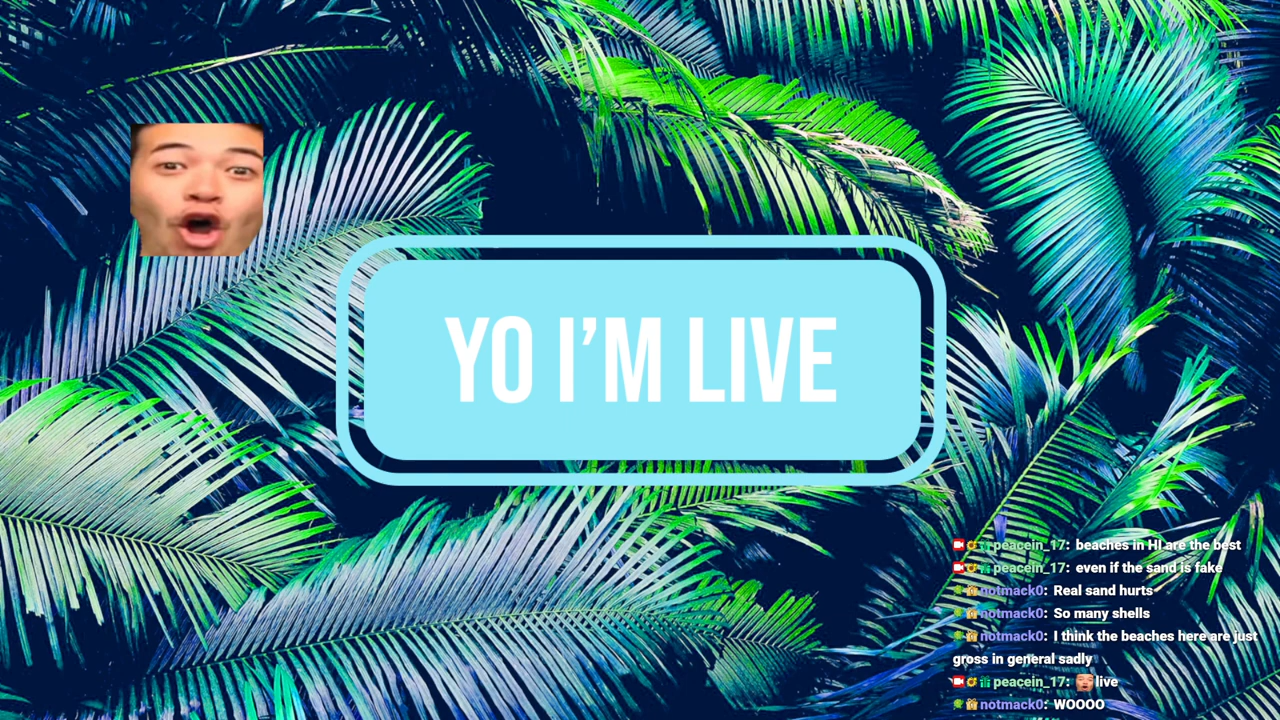 YO I’M LIVE
peacein_17: beaches in HI are the best
peacein_17: even if the sand is fake
notmack0: Real sand hurts
notmack0: So many shells
notmack0: I think the beaches here are just
gross in general sadly
peacein_17: live
notmack0: WOOOO